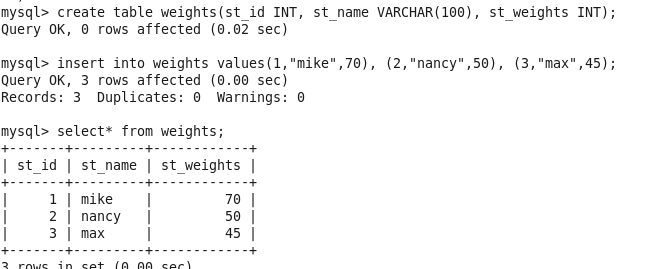 mysql> create table weights(st_id INT, st_name VARCHAR(100), st_weights INT);
Query OK, 0 rows affected (0.02 sec)

mysql> insert into weights values(1,"mike",70), (2,"nancy",50), (3,"max",45);
Query OK, 3 rows affected (0.00 sec)
Records: 3  Duplicates: 0  Warnings: 0

mysql> select* from weights;
+-------+---------+------------+
| st_id | st_name | st_weights |
+-------+---------+------------+
|     1 | mike    |         70 |
|     2 | nancy   |         50 |
|     3 | max     |         45 |
+-------+---------+------------+
3 rows in set (0.00 sec)